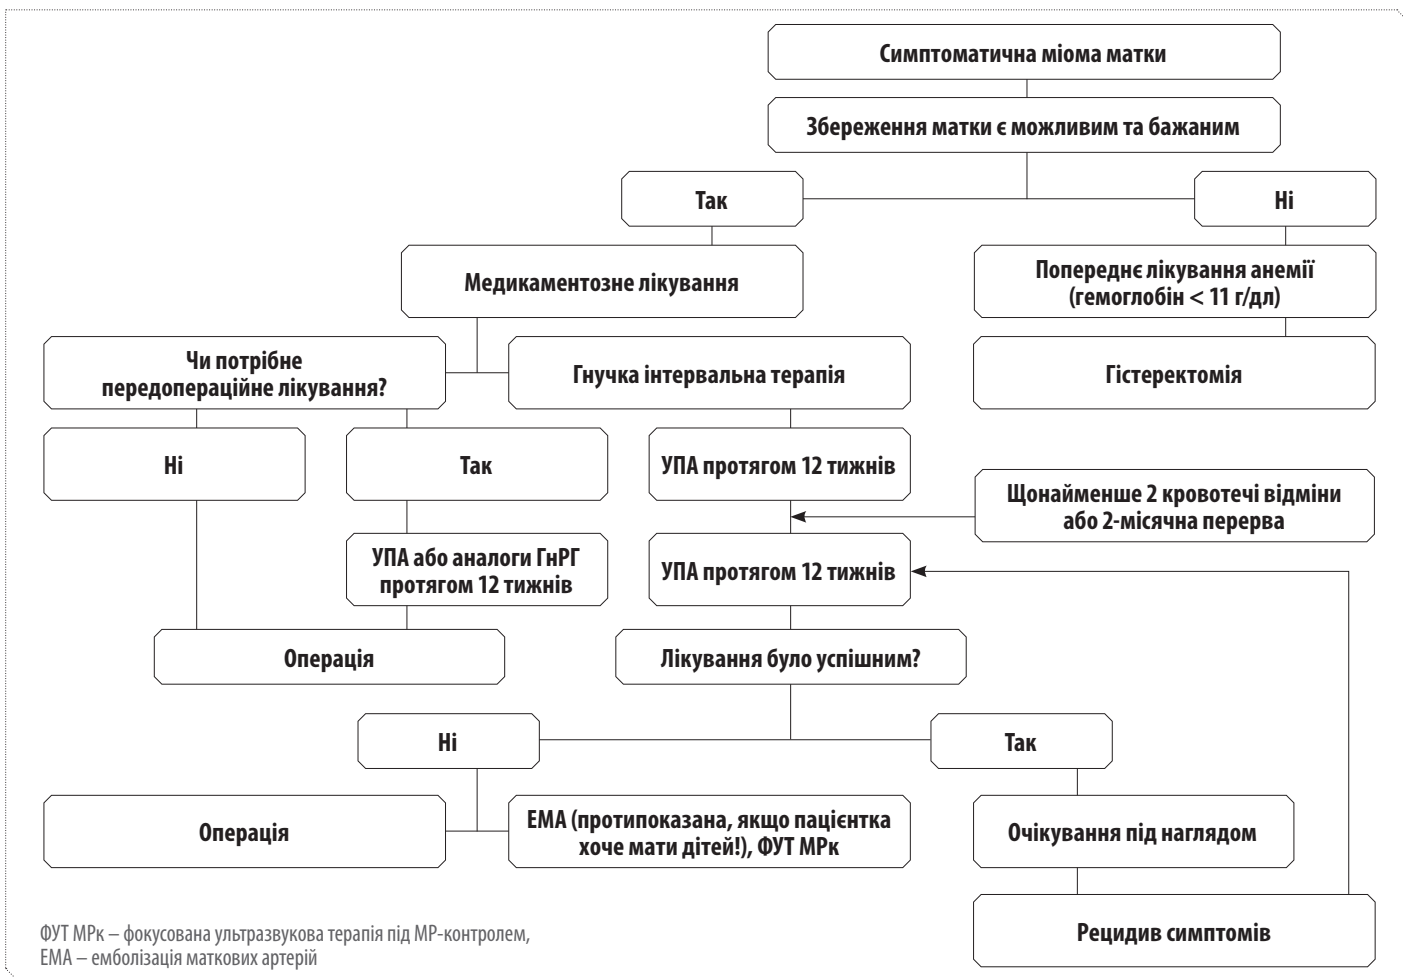 Симптоматична міома матки
Збереження матки є можливим та бажаним
Так
Ні
Медикаментозне лікування
Попереднє лікування анемії
(гемоглобін < 11 г/дл)
Чи потрібне
передопераційне лікування?
Гнучка інтервальна терапія
Гістеректомія
Ні
Так
УПА протягом 12 тижнів
Щонайменше 2 кровотечі відміни
або 2-місячна перерва
УПА або аналоги ГнРГ
протягом 12 тижнів
УПА протягом 12 тижнів
Операція
Лікування було успішним?
Ні
Так
Операція
ЕМА (протипоказана, якщо пацієнтка
хоче мати дітей!), ФУТ МРк
Очікування під наглядом
Рецидив симптомів
ФУТ МРк – фокусована ультразвукова терапія під МР-контролем,
ЕМА – емболізація маткових артерій